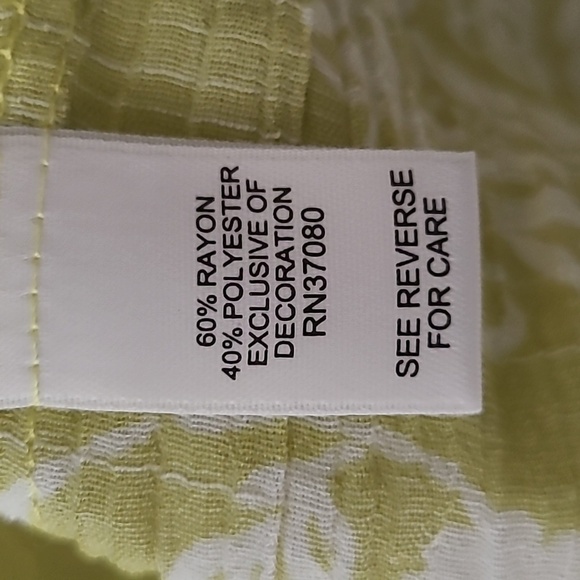 60% RAYON
40% POLYESTER
EXCLUSIVE OF
DECORATION
RN37080
SEE REVERSE
FOR CARE